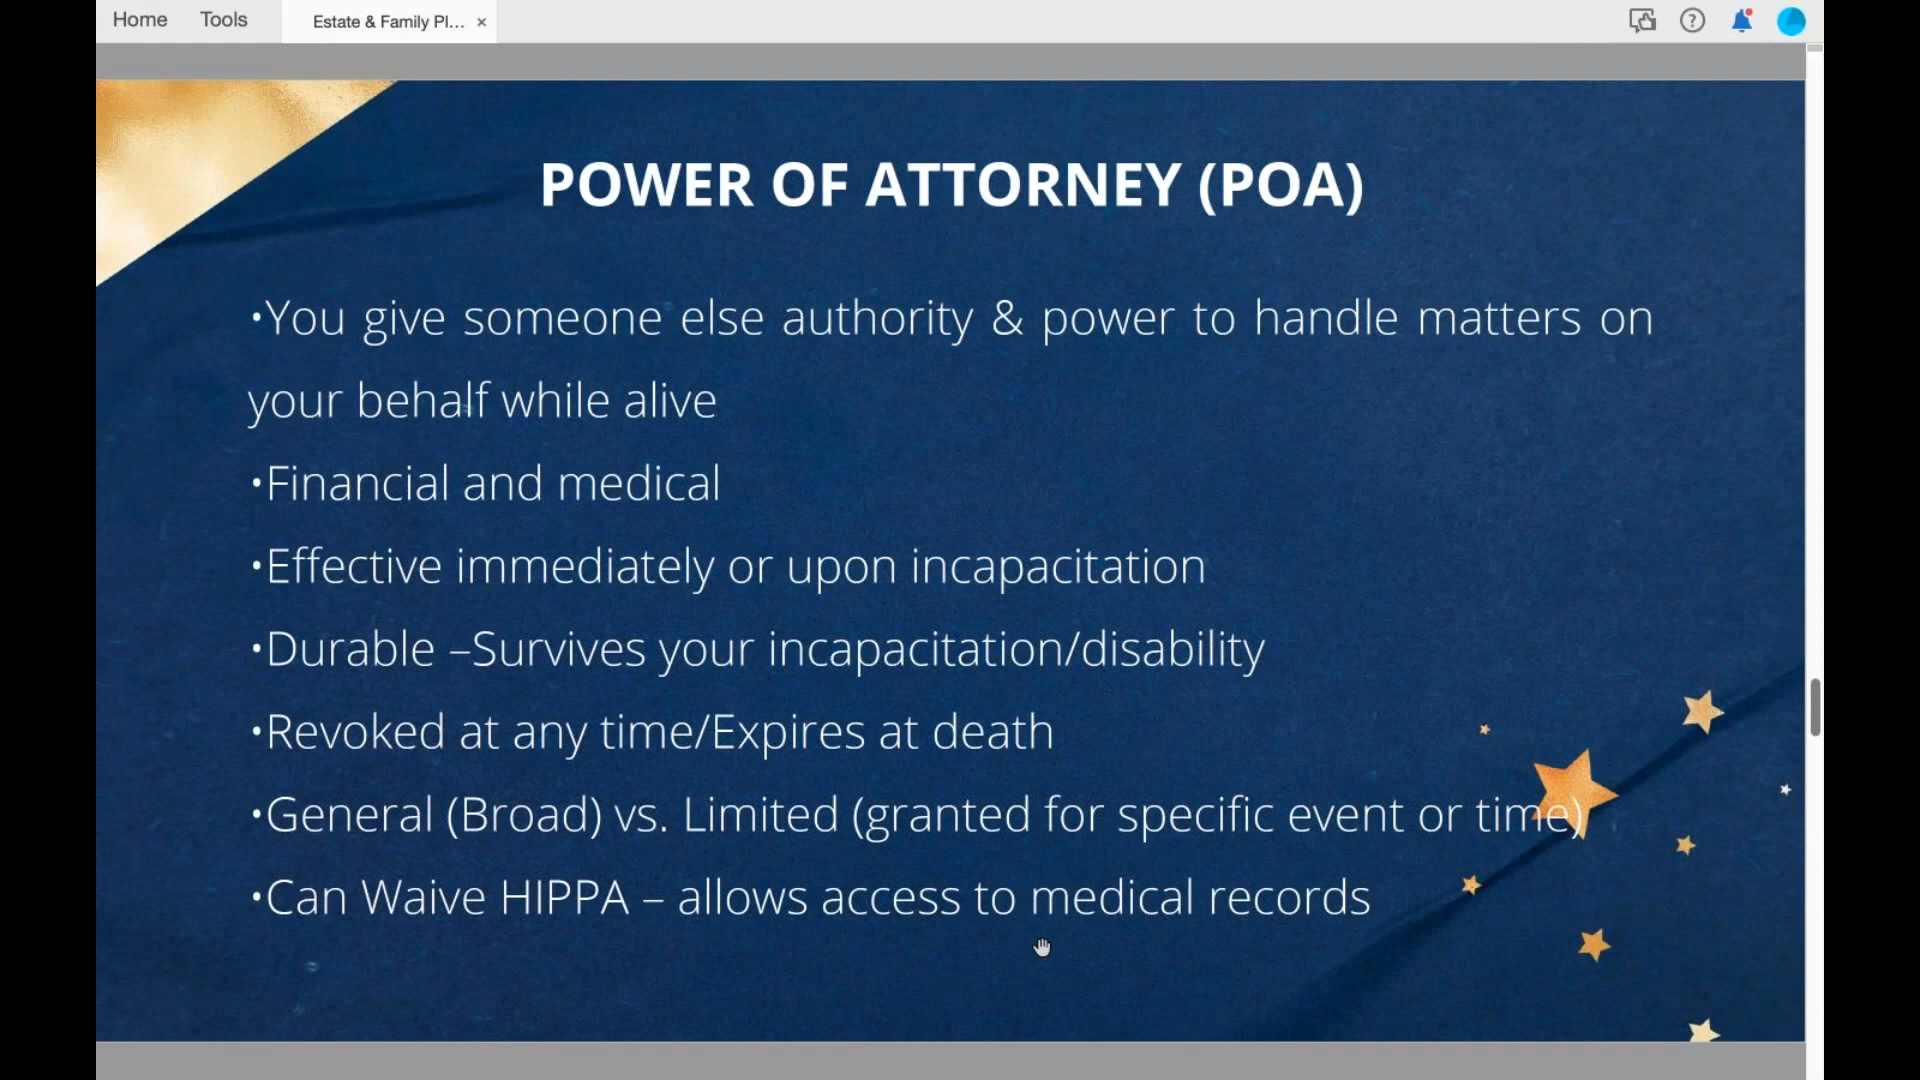 Home Tools Estate & Family Pl... ×
POWER OF ATTORNEY (POA)
•You give someone else authority & power to handle matters on
your behalf while alive
•Financial and medical
•Effective immediately or upon incapacitation
•Durable –Survives your incapacitation/disability
•Revoked at any time/Expires at death
•General (Broad) vs. Limited (granted for specific event or time)
•Can Waive HIPPA – allows access to medical records